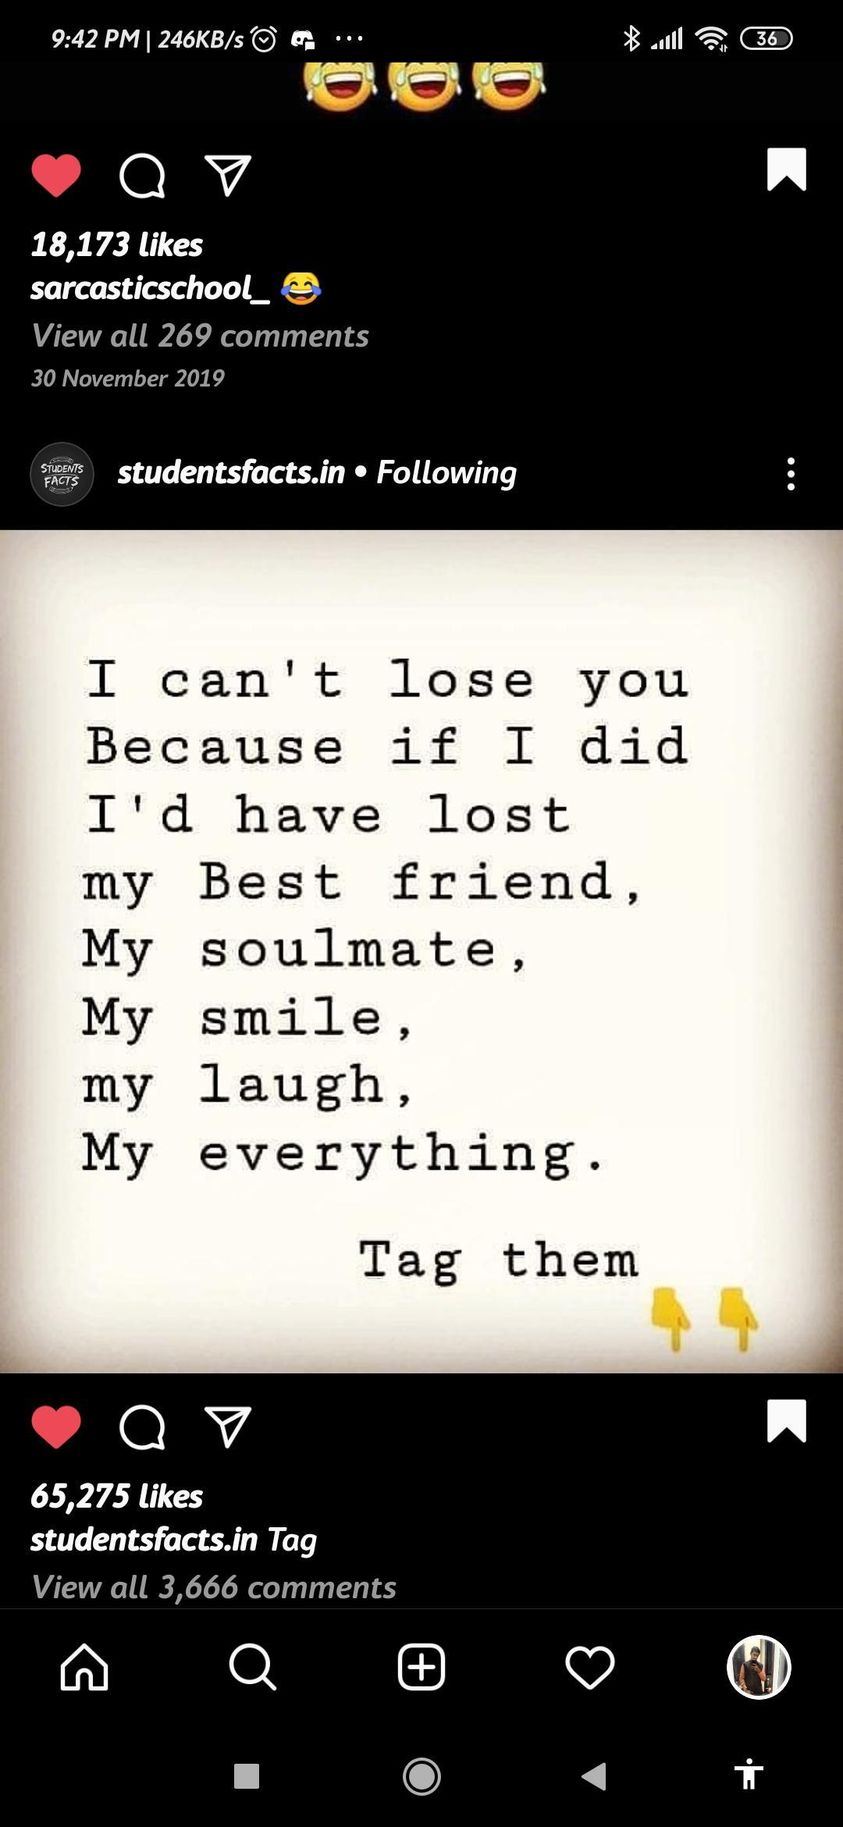 9:42 PM | 246KB/s ... 36
18,173 likes
sarcasticschool_ 😂
View all 269 comments
30 November 2019
STUDENTS
FACTS
studentsfacts.in • Following
I can't lose you
Because if I did
I'd have lost
my Best friend,
My soulmate,
My smile,
my laugh,
My everything.
Tag them
👇👇
65,275 likes
studentsfacts.in Tag
View all 3,666 comments